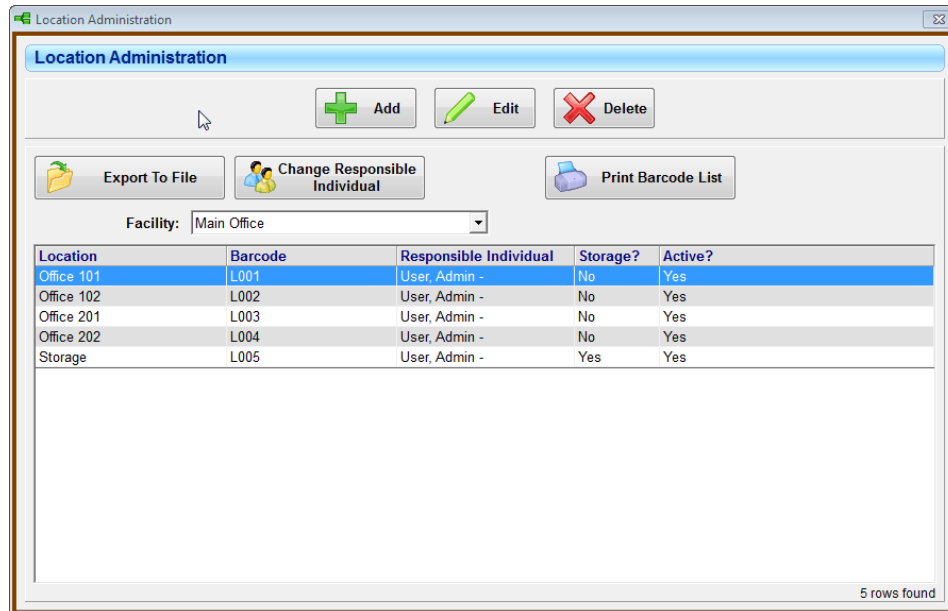 Location Administration
Location Administration
Add Edit Delete
Export To File Change Responsible Individual Print Barcode List
Facility: Main Office
Location Barcode Responsible Individual Storage? Active?
Office 101 L001 User, Admin - No Yes
Office 102 L002 User, Admin - No Yes
Office 201 L003 User, Admin - No Yes
Office 202 L004 User, Admin - No Yes
Storage L005 User, Admin - Yes Yes
5 rows found